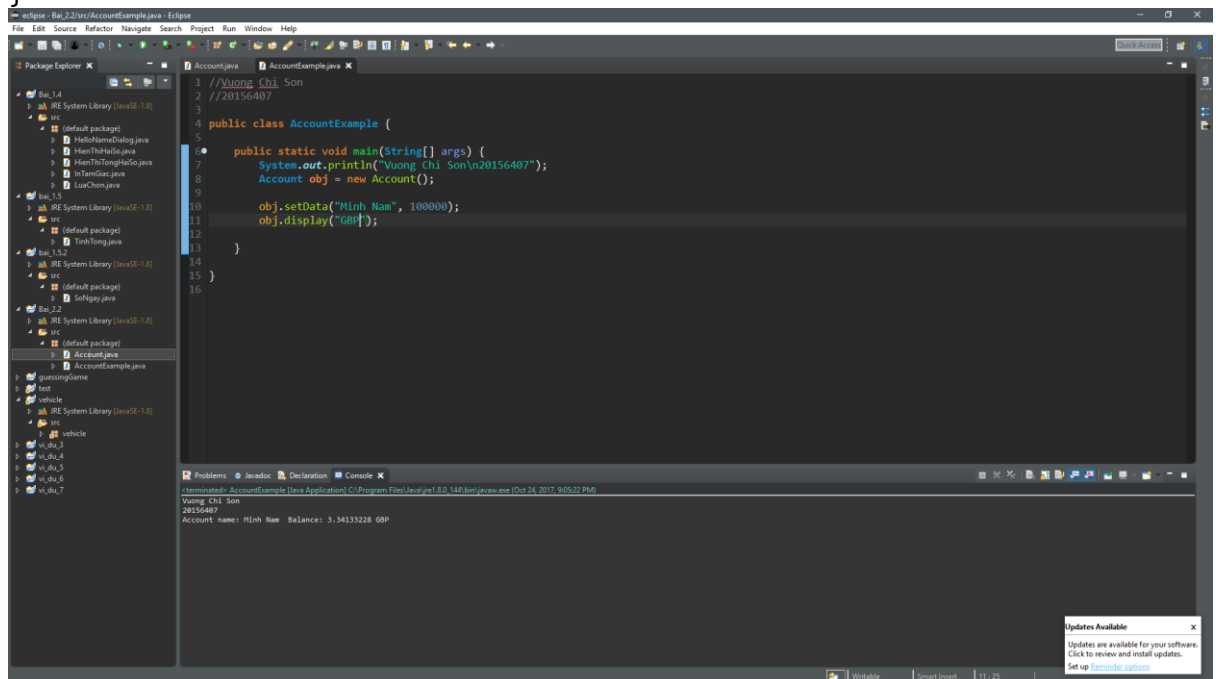 }
eclipse - Bai_2.2/src/AccountExample.java - Eclipse
File Edit Source Refactor Navigate Search Project Run Window Help
Quick Access
Package Explorer
Account.java
AccountExample.java
Bai_1.4
JRE System Library [JavaSE-1.8]
src
(default package)
HelloNameDialog.java
HienThiHaiSo.java
HienThiTongHaiSo.java
InTamGiac.java
LuaChon.java
bai_1.5
JRE System Library [JavaSE-1.8]
src
(default package)
TinhTong.java
bai_1.5.2
JRE System Library [JavaSE-1.8]
src
(default package)
SoNgay.java
Bai_2.2
JRE System Library [JavaSE-1.8]
src
(default package)
Account.java
AccountExample.java
guessingGame
test
vehicle
JRE System Library [JavaSE-1.8]
src
vehicle
vi_du_3
vi_du_4
vi_du_5
vi_du_6
vi_du_7
1 //Vuong Chi Son
2 //20156407
3
4 public class AccountExample {
5
6 public static void main(String[] args) {
7 System.out.println("Vuong Chi Son\n20156407");
8 Account obj = new Account();
9
10 obj.setData("Minh Nam", 100000);
11 obj.display("GBP");
12
13 }
14
15 }
16
Problems Javadoc Declaration Console
<terminated> AccountExample [Java Application] C:\Program Files\Java\jre1.8.0_144\bin\javaw.exe (Oct 24, 2017, 9:05:22 PM)
Vuong Chi Son
20156407
Account name: Minh Nam Balance: 3.34133228 GBP
Updates Available
Updates are available for your software.
Click to review and install updates.
Set up Reminder options
Writable Smart Insert 11 : 25